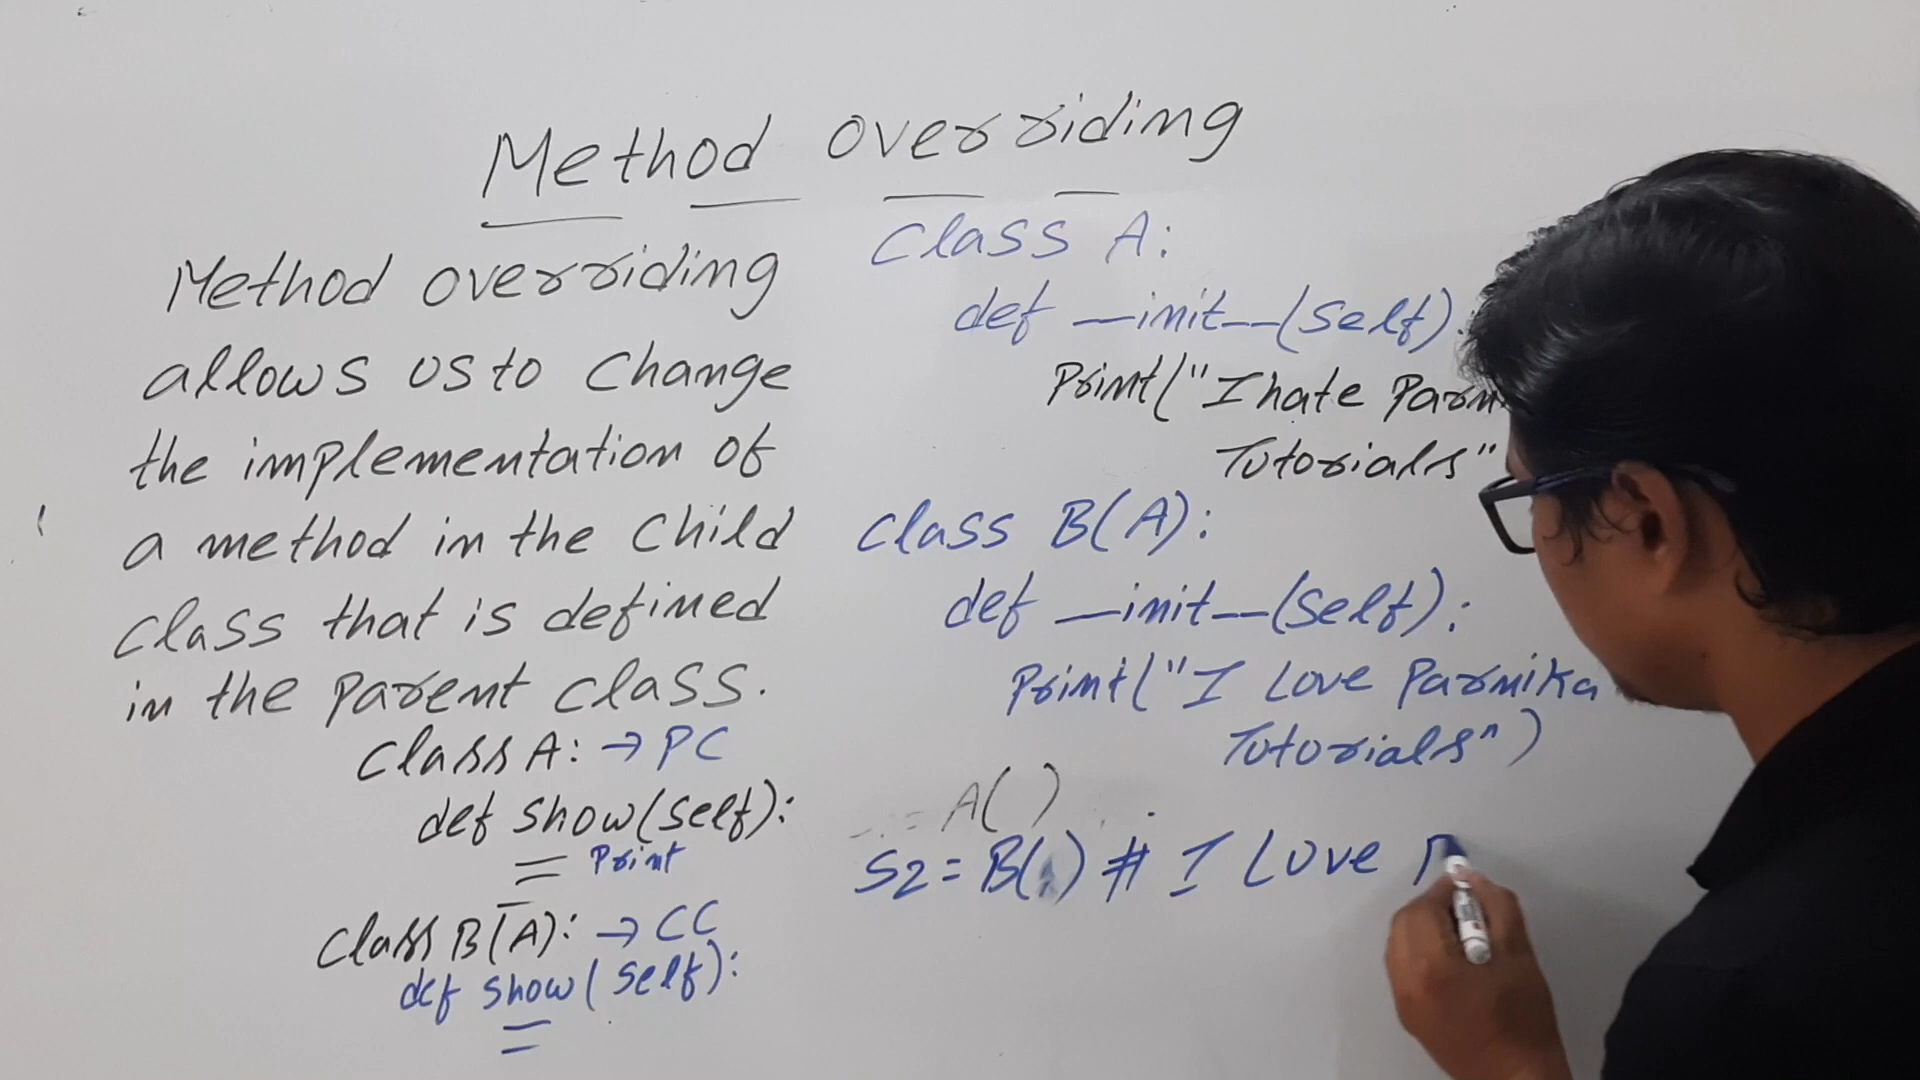 Method overriding
Method overriding
allows us to change
the implementation of
a method in the child
class that is defined
in the parent class.
class A: → PC
def show(self):
Print
class B(A): → CC
def show(self):
class A:
def __init__(self):
Print("I hate
Tutorials"
class B(A):
def __init__(self):
Print("I Love Parmika
Tutorials")
= A()
S2 = B() # I Love